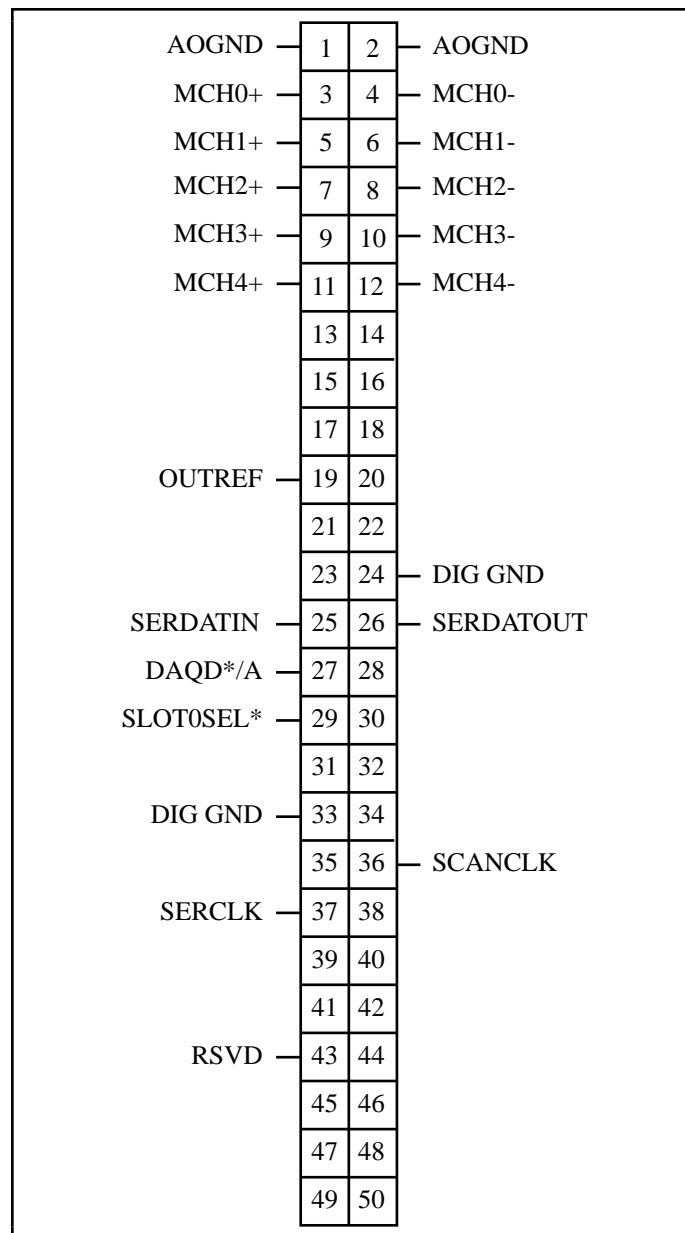 AOGND 1 2 AOGND
MCH0+ 3 4 MCH0-
MCH1+ 5 6 MCH1-
MCH2+ 7 8 MCH2-
MCH3+ 9 10 MCH3-
MCH4+ 11 12 MCH4-
13 14
15 16
17 18
OUTREF 19 20
21 22
23 24 DIG GND
SERDATIN 25 26 SERDATOUT
DAQD*/A 27 28
SLOT0SEL* 29 30
31 32
DIG GND 33 34
35 36 SCANCLK
SERCLK 37 38
39 40
41 42
RSVD 43 44
45 46
47 48
49 50